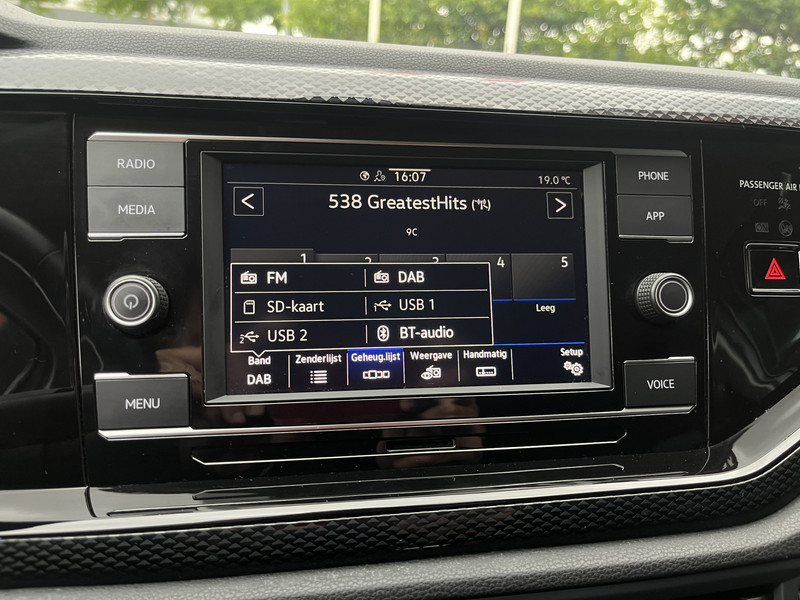 RADIO
MEDIA
MENU
16:07
19.0 °C
<
538 GreatestHits
>
9C
1 2 4 5
Leeg
FM DAB
SD-kaart USB 1
2 USB 2 BT-audio
Band Zenderlijst Geheug.lijst Weergave Handmatig Setup
DAB
PHONE
APP
VOICE
PASSENGER AIR
OFF